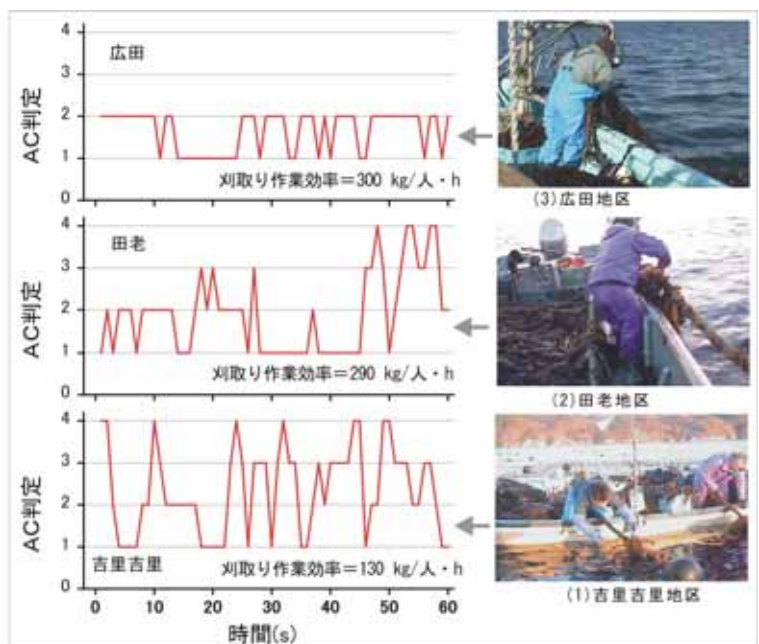 4
3
2
1
0
AC判定
広田
刈取り作業効率＝300 kg/人・h
(3)広田地区
4
3
2
1
0
AC判定
田老
刈取り作業効率＝290 kg/人・h
(2)田老地区
4
3
2
1
0
AC判定
吉里吉里
刈取り作業効率＝130 kg/人・h
(1)吉里吉里地区
0 10 20 30 40 50 60
時間(s)